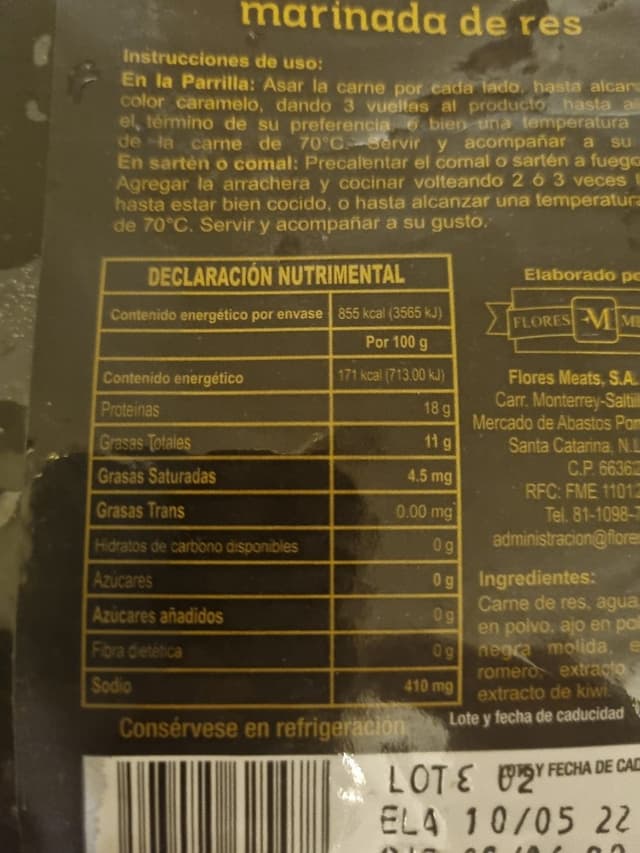 marinada de res
Instrucciones de uso:
En la Parrilla: Asar la carne por cada lado, hasta
color caramelo, dando 3 vueltas al producto, hasta
el término de su preferencia ó bien una temperatura
de la carne de 70°C. Servir y acompañar a su
En sartén o comal: Precalentar el comal o sartén a
Agregar la arrachera y cocinar volteando 2 ó 3 veces
hasta estar bien cocido, o hasta alcanzar una temperatura
de 70°C. Servir y acompañar a su gusto.
DECLARACIÓN NUTRIMENTAL
Contenido energético por envase 855 kcal (3565 kJ)
Por 100 g
Contenido energético 171 kcal (713.00 kJ)
Proteinas 18 g
Grasas Totales 11 g
Grasas Saturadas 4.5 mg
Grasas Trans 0.00 mg
Hidratos de carbono disponibles 0 g
Azúcares 0 g
Azúcares añadidos 0 g
Fibra dietética 0 g
Sodio 410 mg
Consérvese en refrigeración
Elaborado
FLORES M
Flores Meats, S.A.
Carr. Monterrey-
Mercado de Abastos
Santa Catarina, N.L
C.P. 66362
RFC: FME 11012
Tel. 81-1098-
administracion@
Ingredientes:
Carne de res, agua,
en polvo, ajo en
negra molida,
romero, extracto
extracto de kiwi.
Lote y fecha de caducidad
Y FECHA DE
LOTE 02
ELA 10/05 22